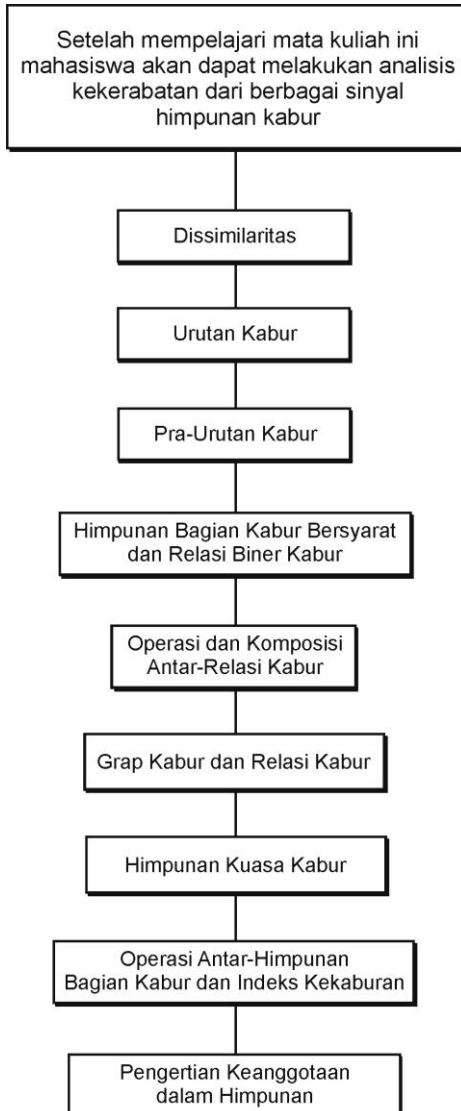 Setelah mempelajari mata kuliah ini
mahasiswa akan dapat melakukan analisis
kekerabatan dari berbagai sinyal
himpunan kabur
Dissimilaritas
Urutan Kabur
Pra-Urutan Kabur
Himpunan Bagian Kabur Bersyarat
dan Relasi Biner Kabur
Operasi dan Komposisi
Antar-Relasi Kabur
Grap Kabur dan Relasi Kabur
Himpunan Kuasa Kabur
Operasi Antar-Himpunan
Bagian Kabur dan Indeks Kekaburan
Pengertian Keanggotaan
dalam Himpunan